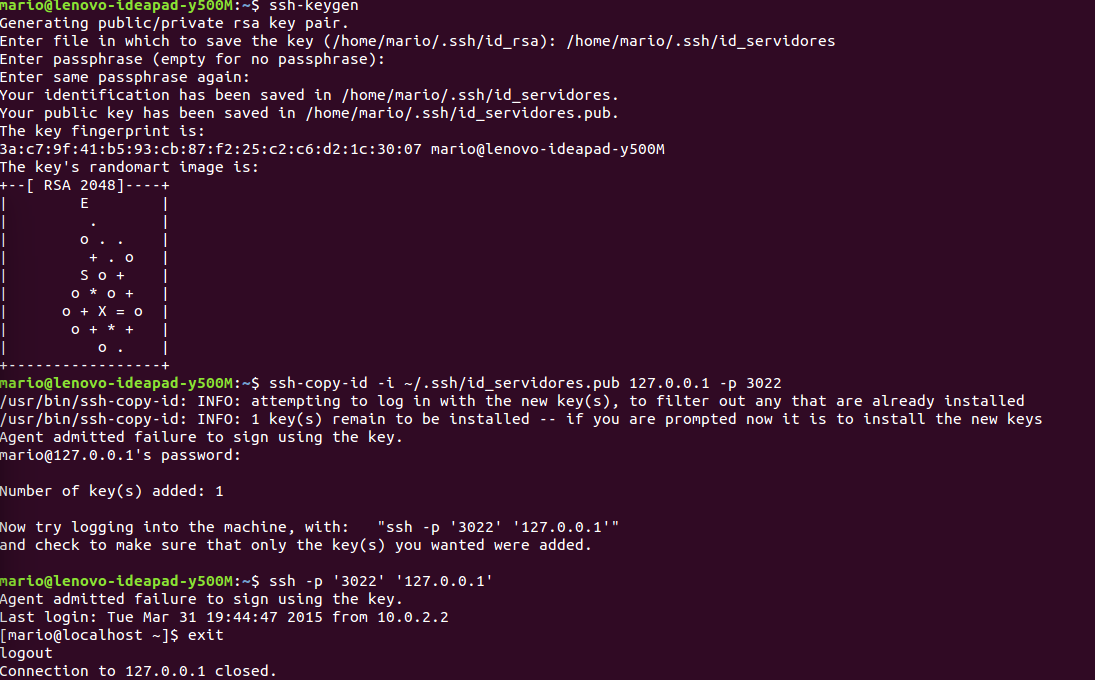 mario@lenovo-ideapad-y500M:~$ ssh-keygen
Generating public/private rsa key pair.
Enter file in which to save the key (/home/mario/.ssh/id_rsa): /home/mario/.ssh/id_servidores
Enter passphrase (empty for no passphrase):
Enter same passphrase again:
Your identification has been saved in /home/mario/.ssh/id_servidores.
Your public key has been saved in /home/mario/.ssh/id_servidores.pub.
The key fingerprint is:
3a:c7:9f:41:b5:93:cb:87:f2:25:c2:c6:d2:1c:30:07 mario@lenovo-ideapad-y500M
The key's randomart image is:
+--[ RSA 2048]----+
|        E        |
|         .       |
|        o . .    |
|         + . o   |
|        S o +    |
|       o * o +   |
|      o + X = o  |
|       o + * +   |
|          o .    |
+-----------------+
mario@lenovo-ideapad-y500M:~$ ssh-copy-id -i ~/.ssh/id_servidores.pub 127.0.0.1 -p 3022
/usr/bin/ssh-copy-id: INFO: attempting to log in with the new key(s), to filter out any that are already installed
/usr/bin/ssh-copy-id: INFO: 1 key(s) remain to be installed -- if you are prompted now it is to install the new keys
Agent admitted failure to sign using the key.
mario@127.0.0.1's password:
Number of key(s) added: 1
Now try logging into the machine, with:   "ssh -p '3022' '127.0.0.1'"
and check to make sure that only the key(s) you wanted were added.
mario@lenovo-ideapad-y500M:~$ ssh -p '3022' '127.0.0.1'
Agent admitted failure to sign using the key.
Last login: Tue Mar 31 19:44:47 2015 from 10.0.2.2
[mario@localhost ~]$ exit
logout
Connection to 127.0.0.1 closed.